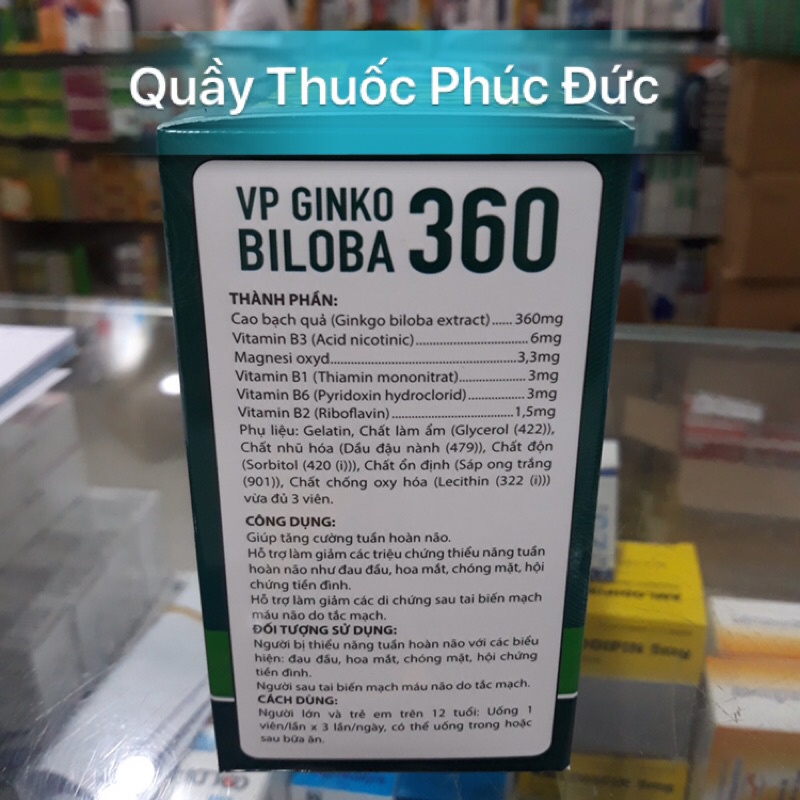 Quầy Thuốc Phúc Đức
VP GINKO
BILOBA 360
THÀNH PHẦN:
Cao bạch quả (Ginkgo biloba extract)...... 360mg
Vitamin B3 (Acid nicotinic)........................... 6mg
Magnesi oxyd............................................3,3mg
Vitamin B1 (Thiamin mononitrat)................ 3mg
Vitamin B6 (Pyridoxin hydroclorid).............. 3mg
Vitamin B2 (Riboflavin)..............................1,5mg
Phụ liệu: Gelatin, Chất làm ẩm (Glycerol (422)),
Chất nhũ hóa (Dầu đậu nành (479)), Chất độn
(Sorbitol (420 (i))), Chất ổn định (Sáp ong trắng
(901)), Chất chống oxy hóa (Lecithin (322 (i)))
vừa đủ 3 viên.
CÔNG DỤNG:
Giúp tăng cường tuần hoàn não.
Hỗ trợ làm giảm các triệu chứng thiểu năng tuần
hoàn não như đau đầu, hoa mắt, chóng mặt, hội
chứng tiền đình.
Hỗ trợ làm giảm các di chứng sau tai biến mạch
máu não do tắc mạch.
ĐỐI TƯỢNG SỬ DỤNG:
Người bị thiểu năng tuần hoàn não với các biểu
hiện: đau đầu, hoa mắt, chóng mặt, hội chứng
tiền đình.
Người sau tai biến mạch máu não do tắc mạch.
CÁCH DÙNG:
Người lớn và trẻ em trên 12 tuổi: Uống 1
viên/lần x 3 lần/ngày, có thể uống trong hoặc
sau bữa ăn.